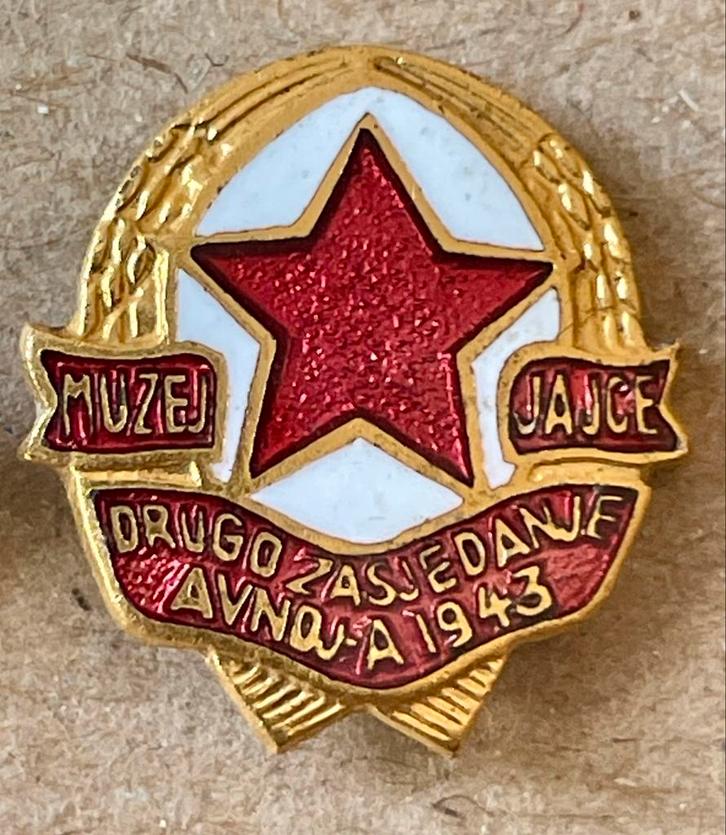 MUZEJ JAJCE
DRUGO ZASJEDANJE
AVNOJ-A 1943